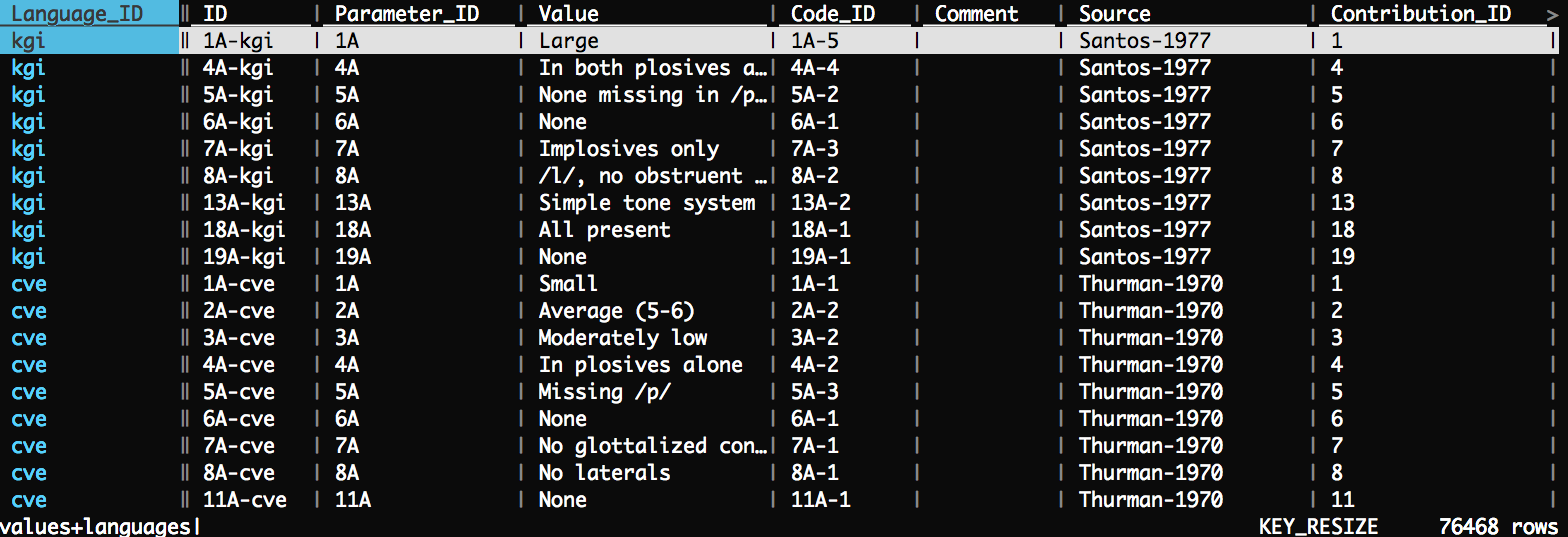 Language_ID ‖ ID | Parameter_ID | Value | Code_ID | Comment | Source | Contribution_ID >
kgi ‖ 1A-kgi | 1A | Large | 1A-5 | | Santos-1977 | 1 |
kgi ‖ 4A-kgi | 4A | In both plosives a…| 4A-4 | | Santos-1977 | 4 |
kgi ‖ 5A-kgi | 5A | None missing in /p…| 5A-2 | | Santos-1977 | 5 |
kgi ‖ 6A-kgi | 6A | None | 6A-1 | | Santos-1977 | 6 |
kgi ‖ 7A-kgi | 7A | Implosives only | 7A-3 | | Santos-1977 | 7 |
kgi ‖ 8A-kgi | 8A | /l/, no obstruent …| 8A-2 | | Santos-1977 | 8 |
kgi ‖ 13A-kgi | 13A | Simple tone system | 13A-2 | | Santos-1977 | 13 |
kgi ‖ 18A-kgi | 18A | All present | 18A-1 | | Santos-1977 | 18 |
kgi ‖ 19A-kgi | 19A | None | 19A-1 | | Santos-1977 | 19 |
cve ‖ 1A-cve | 1A | Small | 1A-1 | | Thurman-1970 | 1 |
cve ‖ 2A-cve | 2A | Average (5-6) | 2A-2 | | Thurman-1970 | 2 |
cve ‖ 3A-cve | 3A | Moderately low | 3A-2 | | Thurman-1970 | 3 |
cve ‖ 4A-cve | 4A | In plosives alone | 4A-2 | | Thurman-1970 | 4 |
cve ‖ 5A-cve | 5A | Missing /p/ | 5A-3 | | Thurman-1970 | 5 |
cve ‖ 6A-cve | 6A | None | 6A-1 | | Thurman-1970 | 6 |
cve ‖ 7A-cve | 7A | No glottalized con…| 7A-1 | | Thurman-1970 | 7 |
cve ‖ 8A-cve | 8A | No laterals | 8A-1 | | Thurman-1970 | 8 |
cve ‖ 11A-cve | 11A | None | 11A-1 | | Thurman-1970 | 11 |
values+languages| KEY_RESIZE 76468 rows